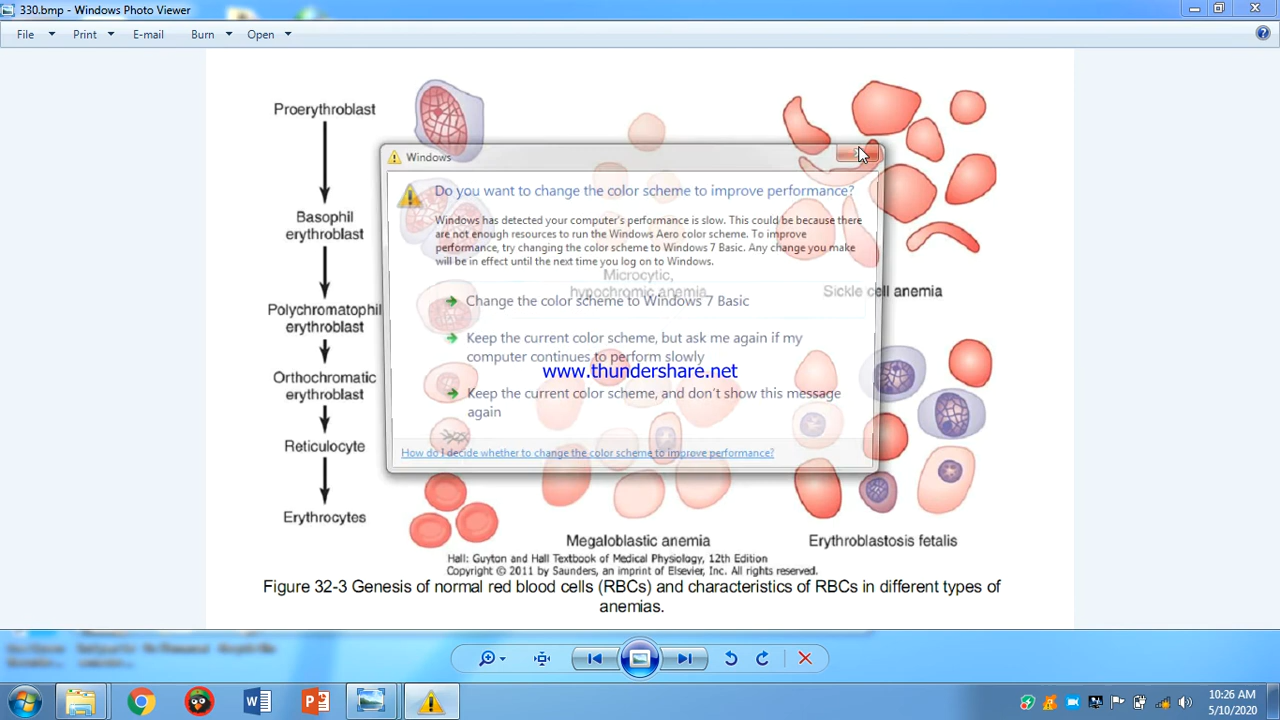 330.bmp - Windows Photo Viewer
File Print E-mail Burn Open
Proerythroblast
Basophil
erythroblast
Polychromatophil
erythroblast
Orthochromatic
erythroblast
Reticulocyte
Erythrocytes
Windows
Do you want to change the color scheme to improve performance?
Windows has detected your computer's performance is slow. This could be because there
are not enough resources to run the Windows Aero color scheme. To improve
performance, try changing the color scheme to Windows 7 Basic. Any change you make
will be in effect until the next time you log on to Windows.
Change the color scheme to Windows 7 Basic
Keep the current color scheme, but ask me again if my
computer continues to perform slowly
Keep the current color scheme, and don't show this message
again
How do I decide whether to change the color scheme to improve performance?
www.thundershare.net
Microcytic,
hypochromic anemia
Sickle cell anemia
Megaloblastic anemia
Erythroblastosis fetalis
Hall: Guyton and Hall Textbook of Medical Physiology, 12th Edition
Copyright © 2011 by Saunders, an imprint of Elsevier, Inc. All rights reserved.
Figure 32-3 Genesis of normal red blood cells (RBCs) and characteristics of RBCs in different types of
anemias.
10:26 AM
5/10/2020